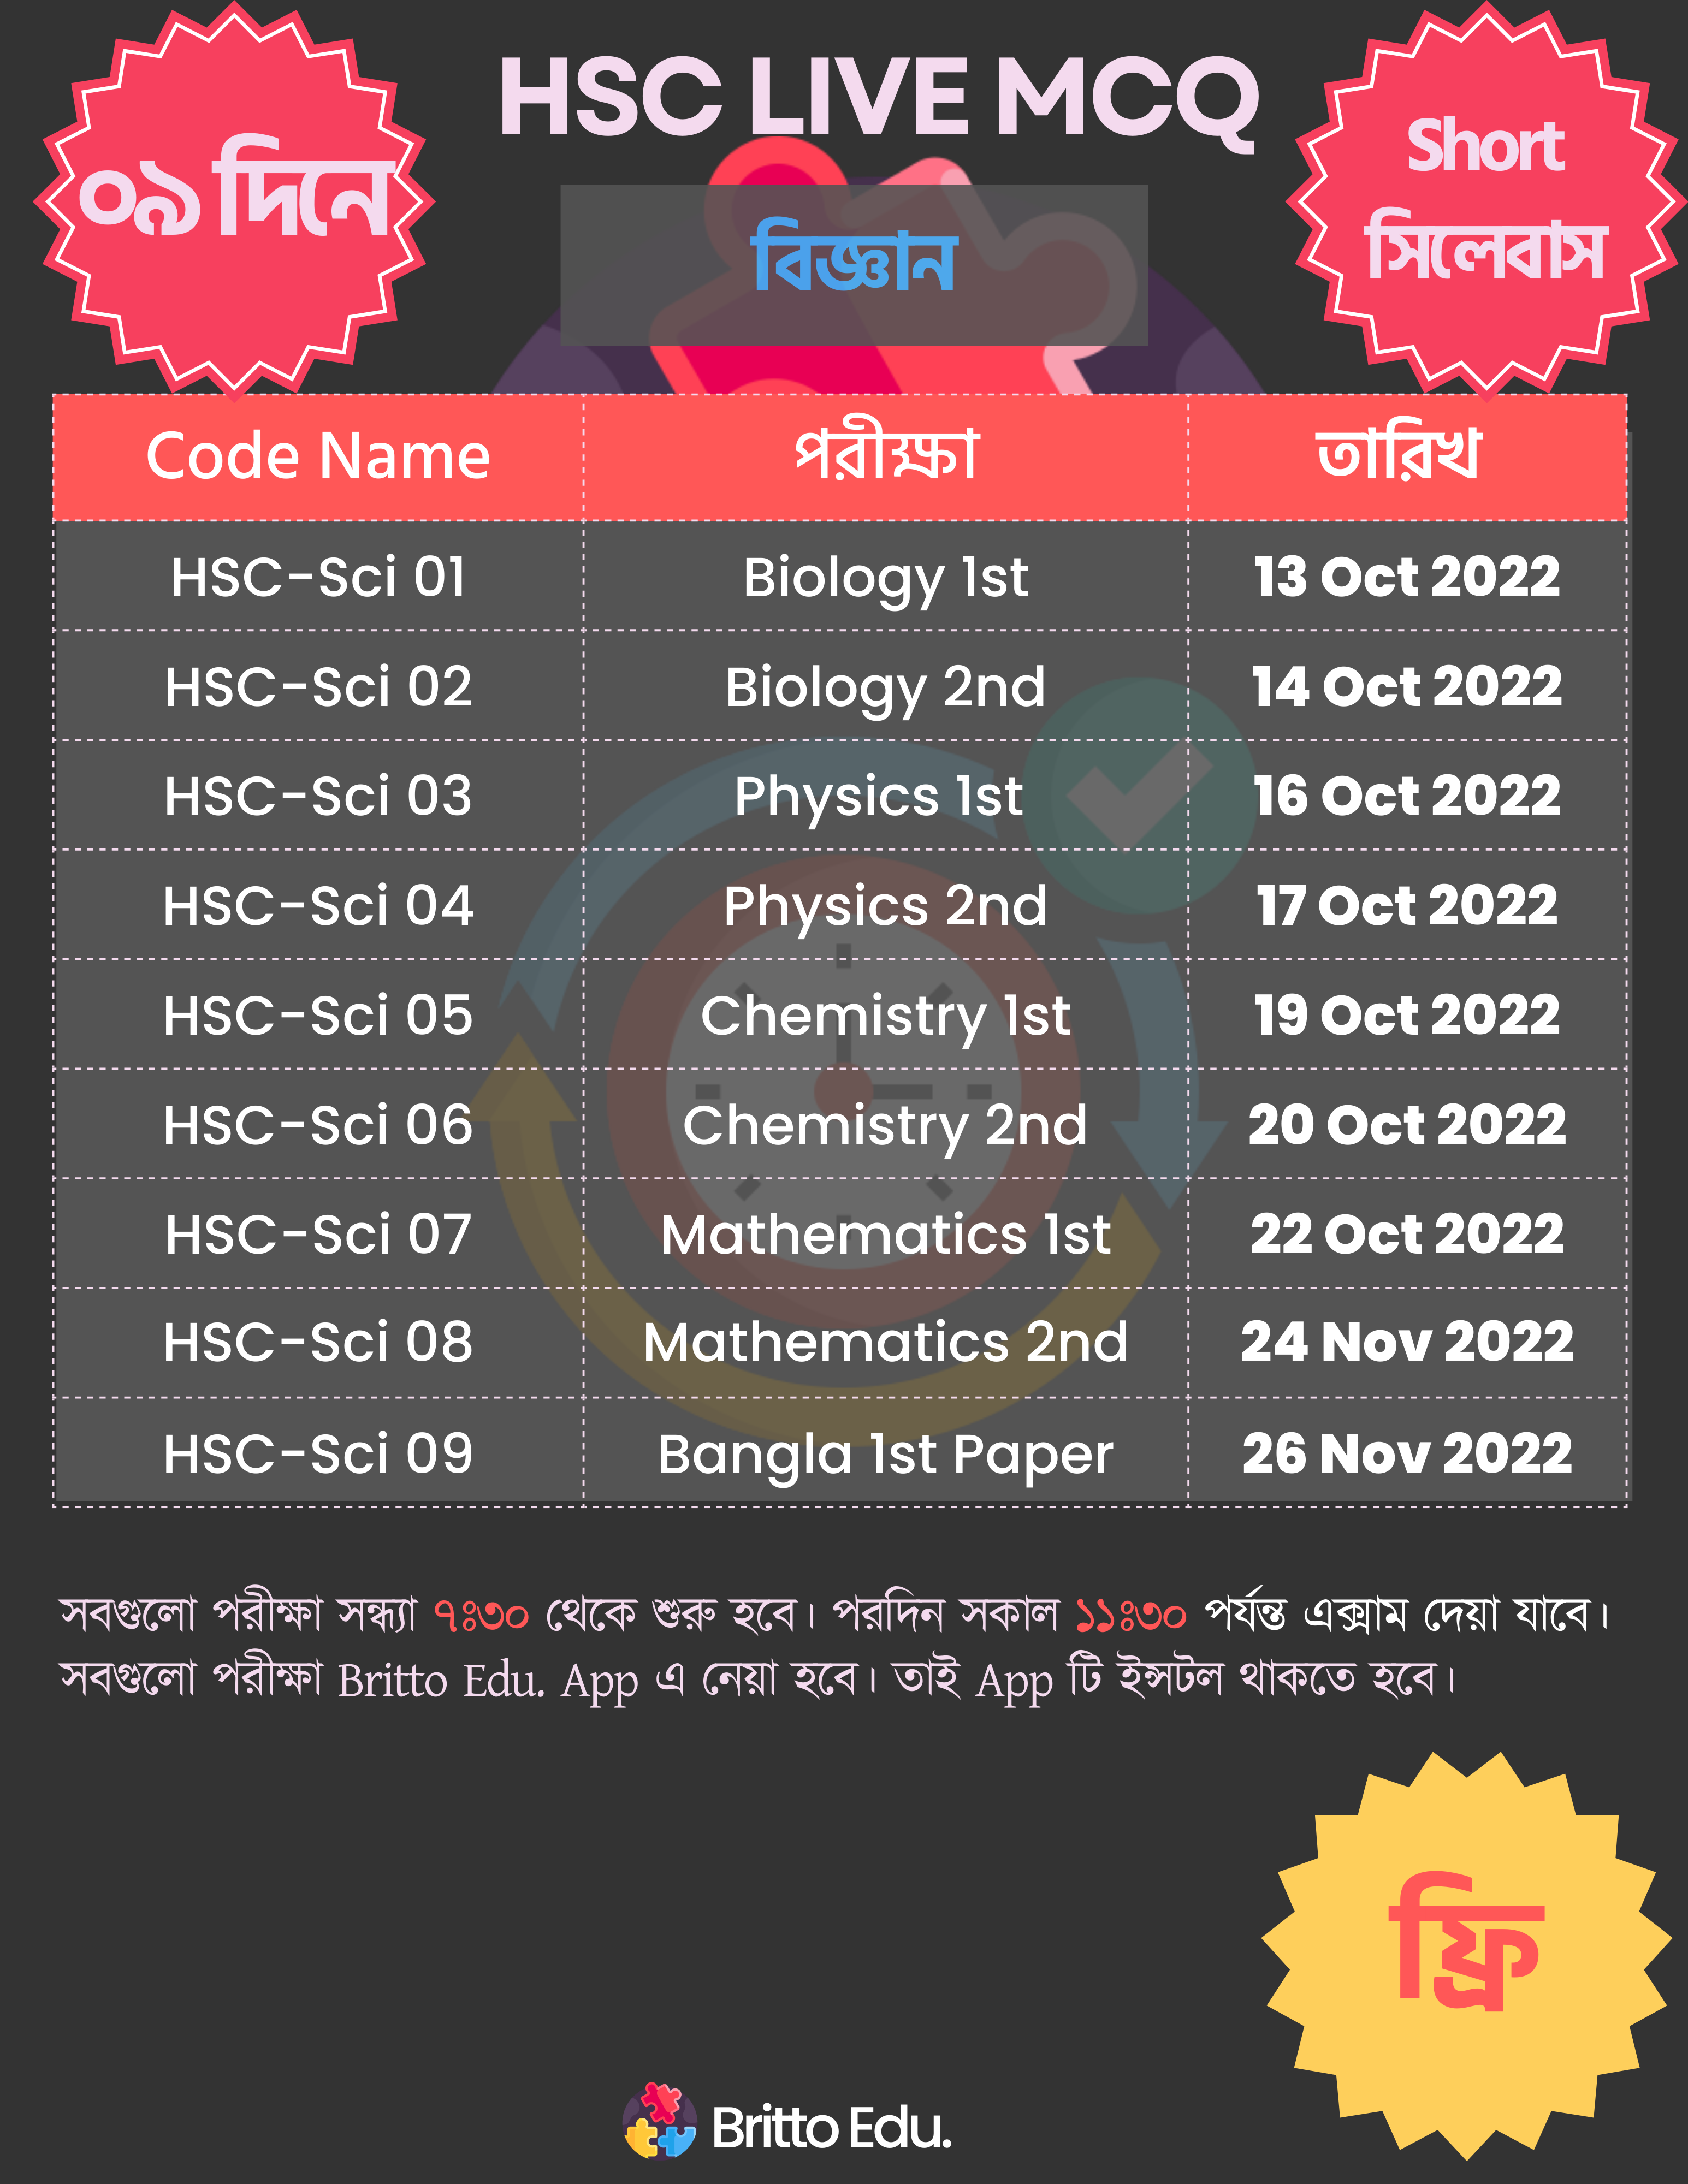 ০৯ দিনে
HSC LIVE MCQ
Short
সিলেবাস
বিজ্ঞান
Code Name পরীক্ষা তারিখ
HSC-Sci 01 Biology 1st 13 Oct 2022
HSC-Sci 02 Biology 2nd 14 Oct 2022
HSC-Sci 03 Physics 1st 16 Oct 2022
HSC-Sci 04 Physics 2nd 17 Oct 2022
HSC-Sci 05 Chemistry 1st 19 Oct 2022
HSC-Sci 06 Chemistry 2nd 20 Oct 2022
HSC-Sci 07 Mathematics 1st 22 Oct 2022
HSC-Sci 08 Mathematics 2nd 24 Nov 2022
HSC-Sci 09 Bangla 1st Paper 26 Nov 2022
সবগুলো পরীক্ষা সন্ধ্যা ৭ঃ৩০ থেকে শুরু হবে। পরদিন সকাল ১১ঃ৩০ পর্যন্ত এক্সাম দেয়া যাবে।
সবগুলো পরীক্ষা Britto Edu. App এ নেয়া হবে। তাই App টি ইন্সটল থাকতে হবে।
ফ্রি
Britto Edu.